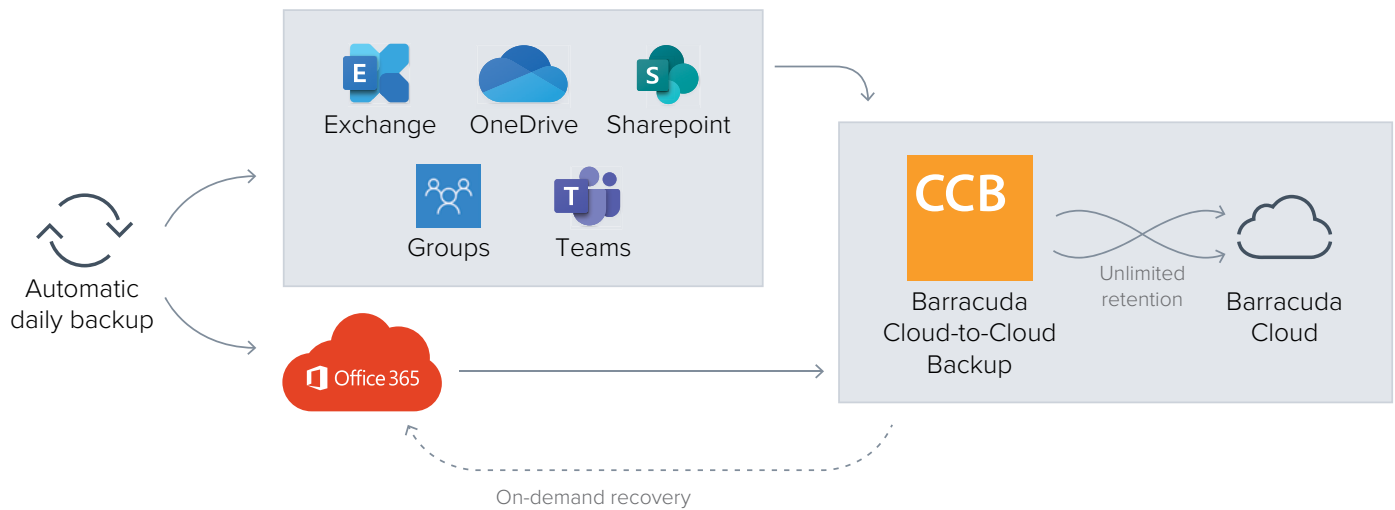 E
S
Exchange
OneDrive
Sharepoint
T
Groups
Teams
Automatic
daily backup
Office 365
CCB
Unlimited
retention
Barracuda
Cloud-to-Cloud
Backup
Barracuda
Cloud
On-demand recovery